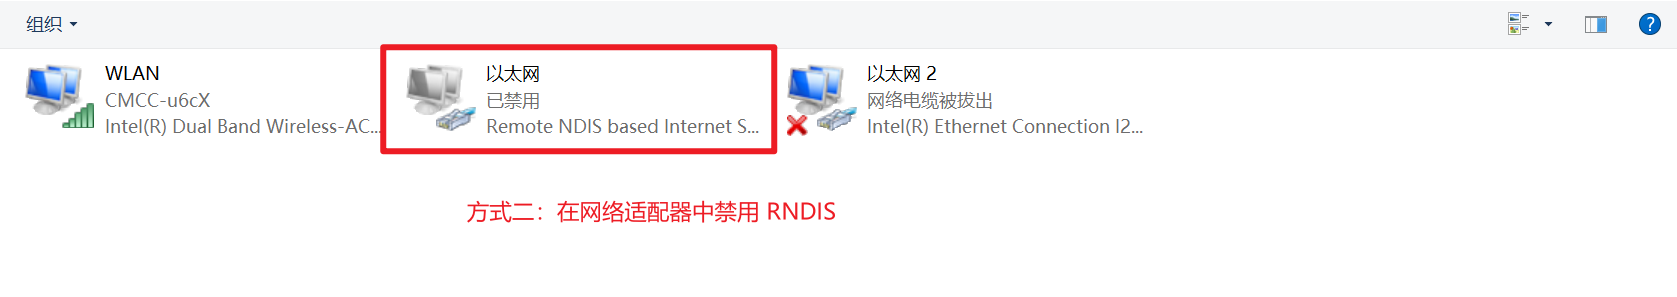 组织
WLAN
CMCC-u6cX
Intel(R) Dual Band Wireless-AC...
以太网
已禁用
Remote NDIS based Internet S...
以太网 2
网络电缆被拔出
Intel(R) Ethernet Connection I2...
方式二：在网络适配器中禁用 RNDIS